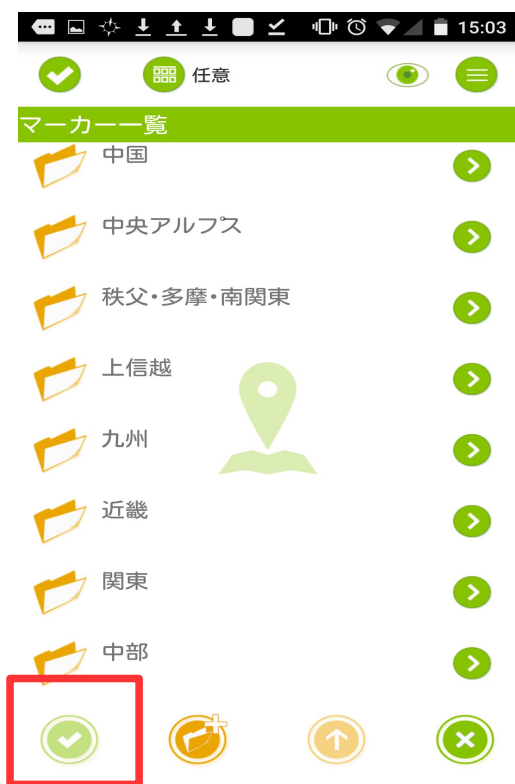 15:03
任意
マーカー一覧
中国
中央アルプス
秩父・多摩・南関東
上信越
九州
近畿
関東
中部